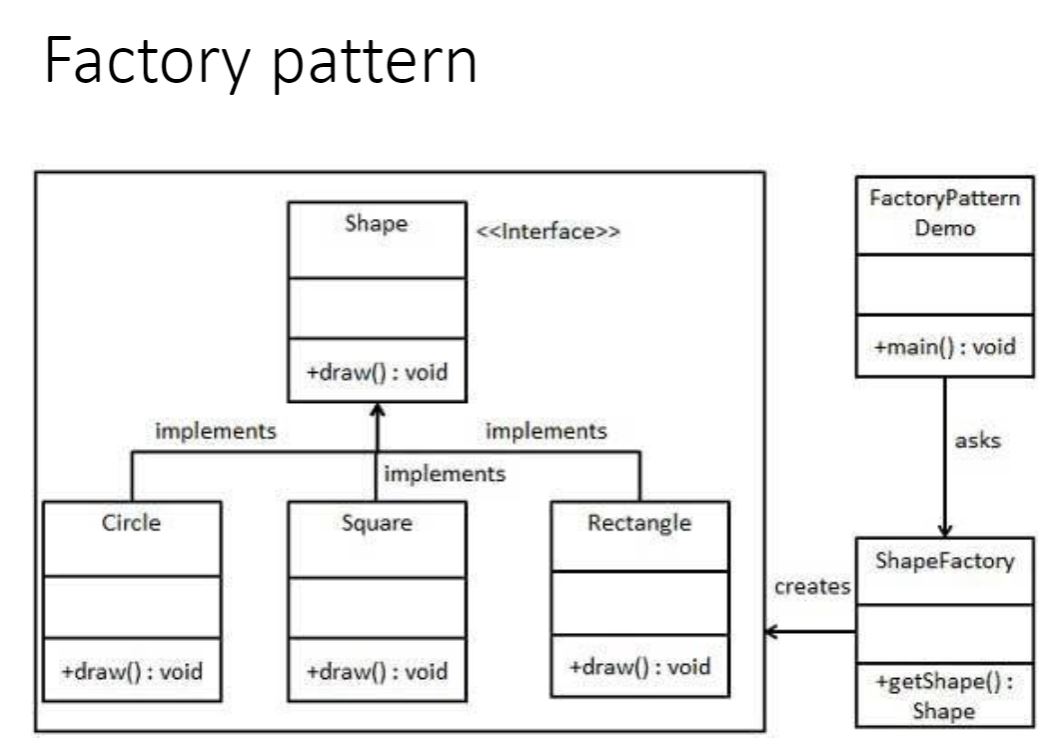 Factory pattern
Shape
<<Interface>>
+draw() : void
implements
implements
implements
Circle
+draw() : void
Square
+draw() : void
Rectangle
+draw() : void
FactoryPattern
Demo
+main() : void
asks
creates
ShapeFactory
+getShape() :
Shape